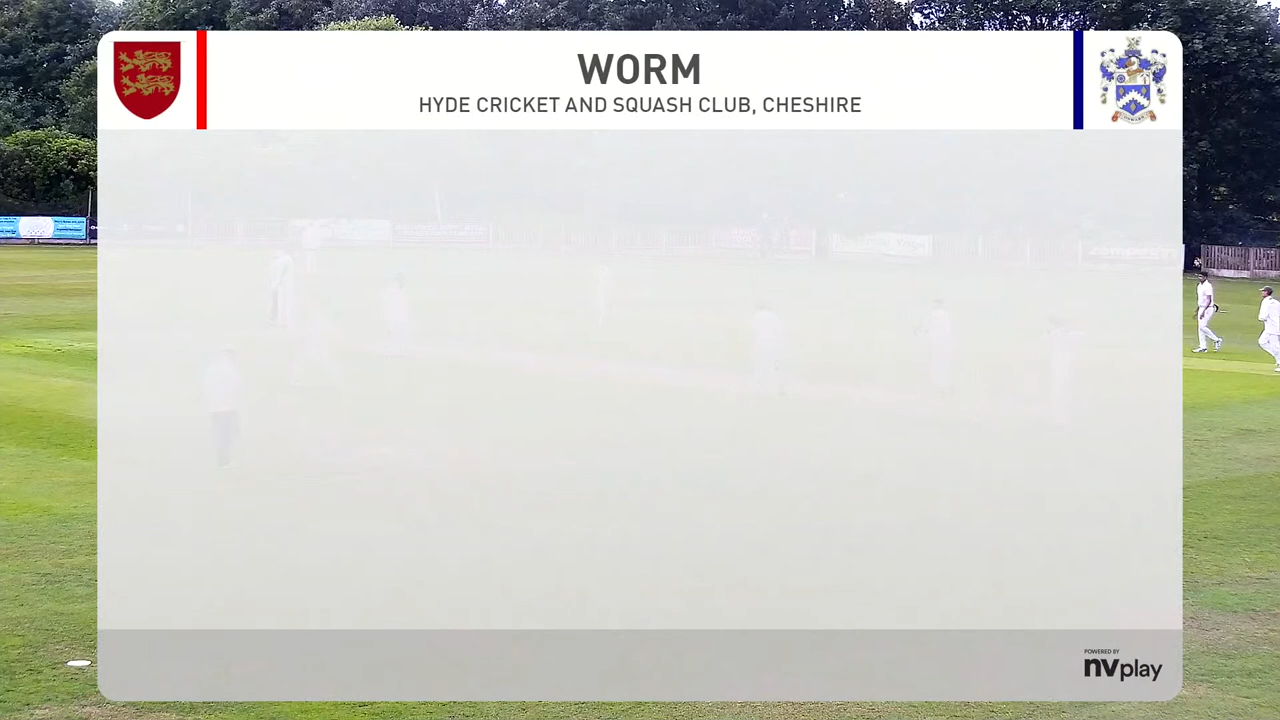 WORM
HYDE CRICKET AND SQUASH CLUB, CHESHIRE
POWERED BY
nvplay